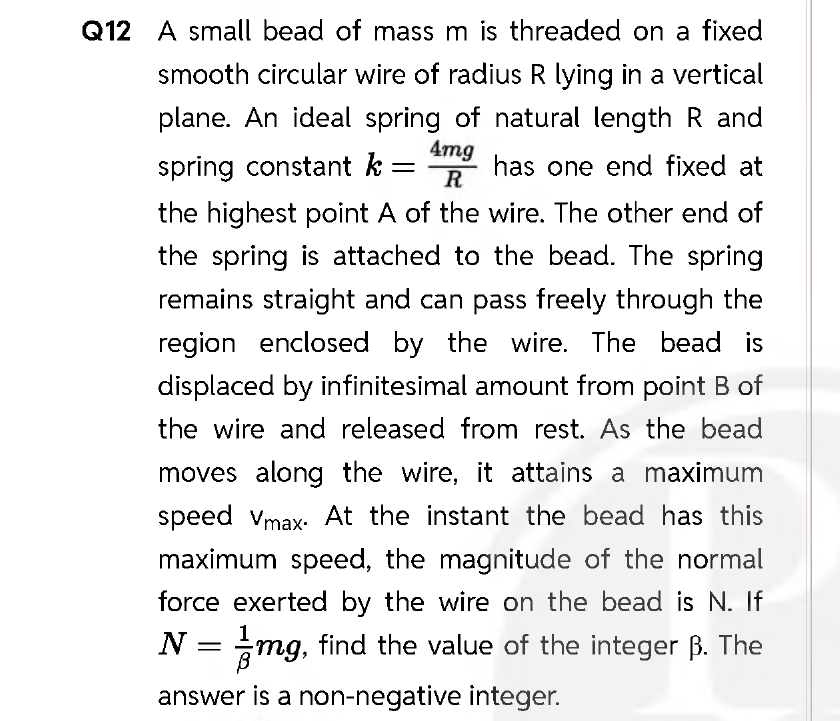 Q12 A small bead of mass m is threaded on a fixed
smooth circular wire of radius R lying in a vertical
plane. An ideal spring of natural length R and
spring constant k = 4mg/R has one end fixed at
the highest point A of the wire. The other end of
the spring is attached to the bead. The spring
remains straight and can pass freely through the
region enclosed by the wire. The bead is
displaced by infinitesimal amount from point B of
the wire and released from rest. As the bead
moves along the wire, it attains a maximum
speed vmax. At the instant the bead has this
maximum speed, the magnitude of the normal
force exerted by the wire on the bead is N. If
N = 1/β mg, find the value of the integer β. The
answer is a non-negative integer.